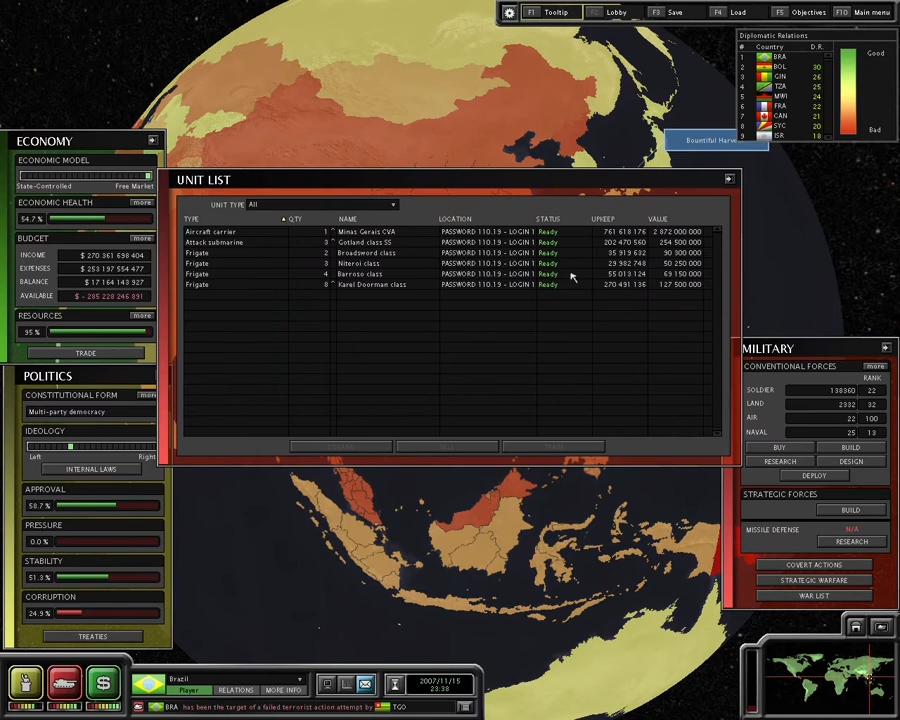 F1 Tooltip F2 Lobby F3 Save F4 Load F5 Objectives F10 Main menu
Diplomatic Relations
# Country D.R.
1 BRA
2 BOL 30
3 GIN 26
4 TZA 25
5 MWI 24
6 FRA 22
7 CAN 21
8 SYC 20
9 ISR 18
Good
Bad
Bountiful Harve
ECONOMY
ECONOMIC MODEL
State-Controlled Free Market
ECONOMIC HEALTH more
54.7 %
BUDGET more
INCOME $ 270 361 698 404
EXPENSES $ 253 197 554 477
BALANCE $ 17 164 143 927
AVAILABLE $ - 285 228 246 891
RESOURCES more
95 %
TRADE
POLITICS
CONSTITUTIONAL FORM more
Multi-party democracy
IDEOLOGY
Left Right
INTERNAL LAWS
APPROVAL
58.7 %
PRESSURE
0.0 %
STABILITY
51.3 %
CORRUPTION
24.9 %
TREATIES
UNIT LIST
UNIT TYPE All
TYPE QTY NAME LOCATION STATUS UPKEEP VALUE
Aircraft carrier 1 ^ Minas Gerais CVA PASSWORD 110.19 - LOGIN 1 Ready 761 618 176 2 872 000 000
Attack submarine 3 ^ Gotland class SS PASSWORD 110.19 - LOGIN 1 Ready 202 470 560 254 500 000
Frigate 2 Broadsword class PASSWORD 110.19 - LOGIN 1 Ready 35 919 632 90 300 000
Frigate 3 Niteroi class PASSWORD 110.19 - LOGIN 1 Ready 29 982 748 50 250 000
Frigate 4 Barroso class PASSWORD 110.19 - LOGIN 1 Ready 55 013 124 69 150 000
Frigate 8 ^ Karel Doorman class PASSWORD 110.19 - LOGIN 1 Ready 270 491 136 127 500 000
MILITARY
CONVENTIONAL FORCES more
RANK
SOLDIER 138360 22
LAND 2332 32
AIR 22 100
NAVAL 25 13
BUY BUILD
RESEARCH DESIGN
DEPLOY
STRATEGIC FORCES
BUILD
MISSILE DEFENSE N/A
RESEARCH
COVERT ACTIONS
STRATEGIC WARFARE
WAR LIST
Brazil
Player RELATIONS MORE INFO
2007/11/15
23:38
BRA has been the target of a failed terrorist action attempt by TGO